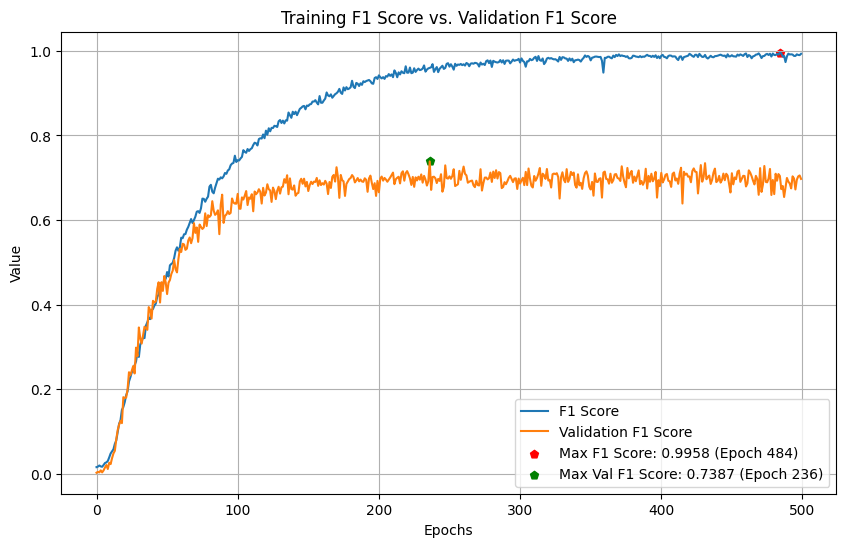 Training F1 Score vs. Validation F1 Score
1.0
0.8
0.6
0.4
0.2
0.0
Value
0
100
200
300
400
500
Epochs
F1 Score
Validation F1 Score
Max F1 Score: 0.9958 (Epoch 484)
Max Val F1 Score: 0.7387 (Epoch 236)